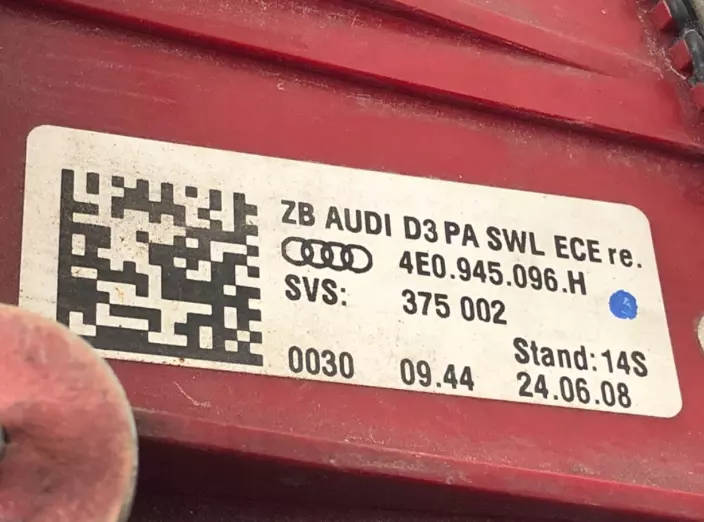 ZB AUDI D3 PA SWL ECE re.
4E0.945.096.H
SVS: 375 002
Stand: 14S
0030 09.44 24.06.08